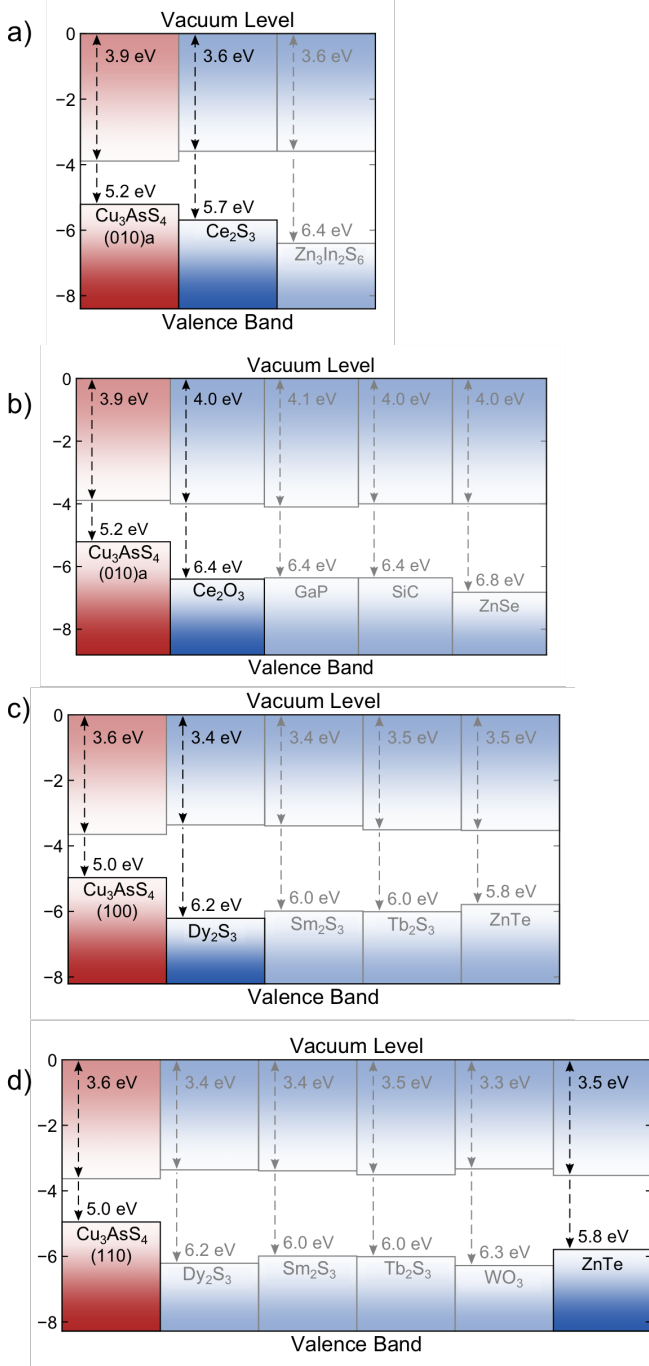 a)
Vacuum Level
0
3.9 eV
3.6 eV
3.6 eV
−2
−4
5.2 eV
5.7 eV
6.4 eV
Cu₃AsS₄
(010)a
Ce₂S₃
Zn₃In₂S₆
−6
−8
Valence Band
b)
Vacuum Level
0
3.9 eV
4.0 eV
4.1 eV
4.0 eV
4.0 eV
−2
−4
5.2 eV
6.4 eV
6.4 eV
6.4 eV
6.8 eV
Cu₃AsS₄
(010)a
Ce₂O₃
GaP
SiC
ZnSe
−6
−8
Valence Band
c)
Vacuum Level
0
3.6 eV
3.4 eV
3.4 eV
3.5 eV
3.5 eV
−2
−4
5.0 eV
6.2 eV
6.0 eV
6.0 eV
5.8 eV
Cu₃AsS₄
(100)
Dy₂S₃
Sm₂S₃
Tb₂S₃
ZnTe
−6
−8
Valence Band
d)
Vacuum Level
0
3.6 eV
3.4 eV
3.4 eV
3.5 eV
3.3 eV
3.5 eV
−2
−4
5.0 eV
6.2 eV
6.0 eV
6.0 eV
6.3 eV
5.8 eV
Cu₃AsS₄
(110)
Dy₂S₃
Sm₂S₃
Tb₂S₃
WO₃
ZnTe
−6
−8
Valence Band